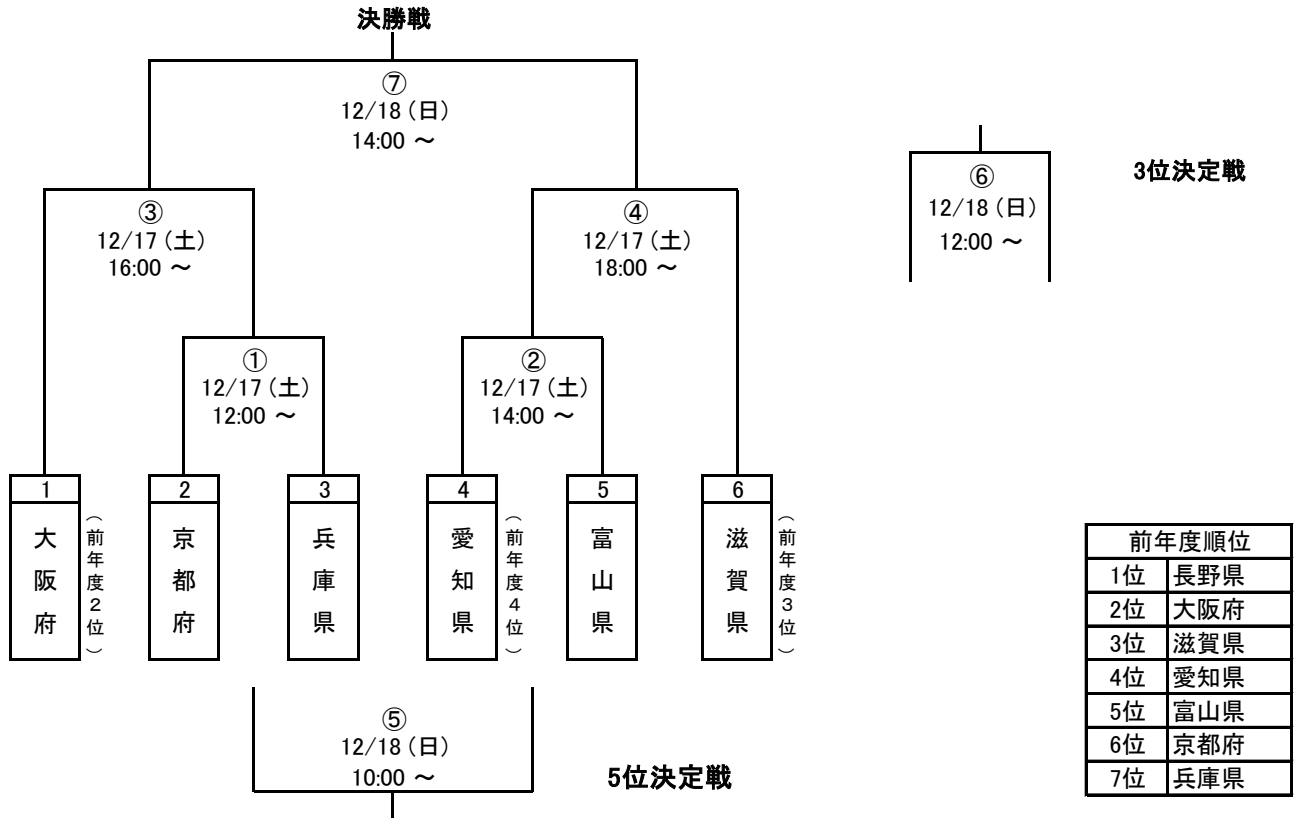 決勝戦
⑦
12/18（日）
14:00 ～
⑥
12/18（日）
12:00 ～
3位決定戦
③
12/17（土）
16:00 ～
④
12/17（土）
18:00 ～
①
12/17（土）
12:00 ～
②
12/17（土）
14:00 ～
1
大阪府
（前年度２位）
2
京都府
3
兵庫県
4
愛知県
（前年度４位）
5
富山県
6
滋賀県
（前年度３位）
⑤
12/18（日）
10:00 ～
5位決定戦
前年度順位
1位 長野県
2位 大阪府
3位 滋賀県
4位 愛知県
5位 富山県
6位 京都府
7位 兵庫県